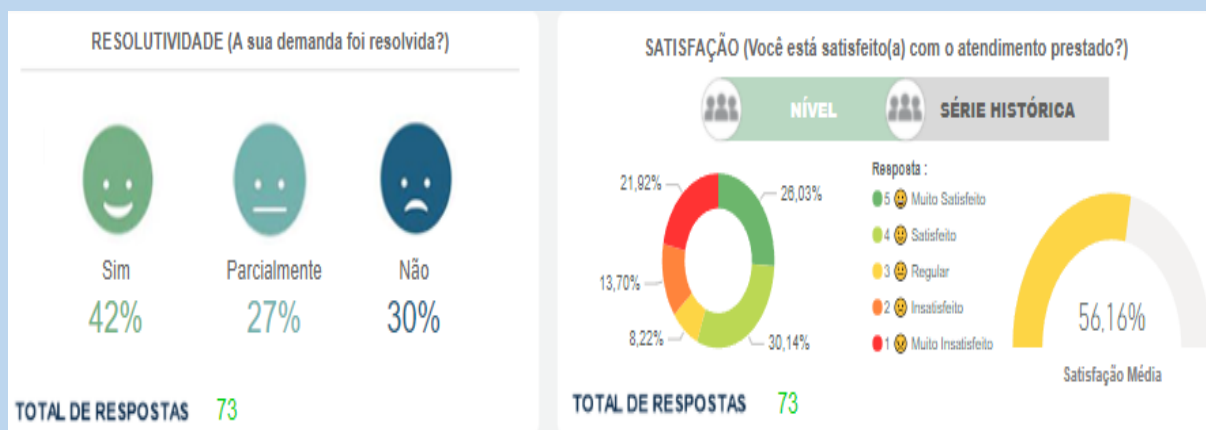 RESOLUTIVIDADE (A sua demanda foi resolvida?)
Sim
Parcialmente
Não
42%
27%
30%
TOTAL DE RESPOSTAS 73
SATISFAÇÃO (Você está satisfeito(a) com o atendimento prestado?)
NÍVEL
SÉRIE HISTÓRICA
21,92%
26,03%
13,70%
8,22%
30,14%
Resposta :
5 Muito Satisfeito
4 Satisfeito
3 Regular
2 Insatisfeito
1 Muito Insatisfeito
56,16%
Satisfação Média
TOTAL DE RESPOSTAS 73